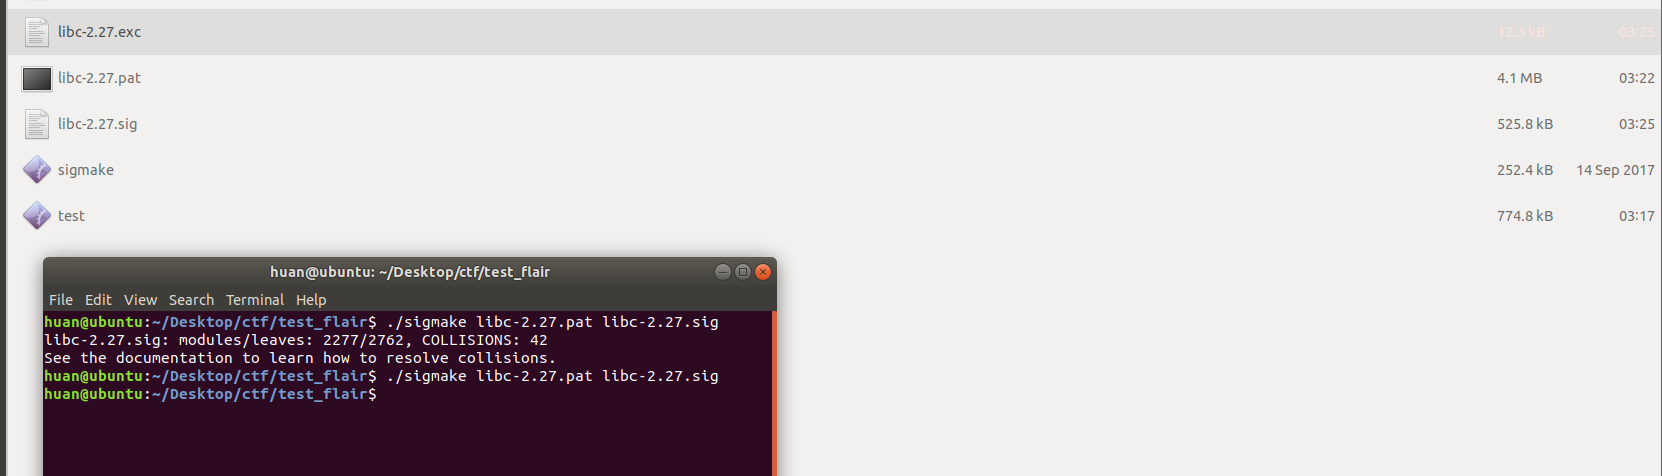 libc-2.27.exc 12.3 kB 03:25
libc-2.27.pat 4.1 MB 03:22
libc-2.27.sig 525.8 kB 03:25
sigmake 252.4 kB 14 Sep 2017
test 774.8 kB 03:17
huan@ubuntu: ~/Desktop/ctf/test_flair
File Edit View Search Terminal Help
huan@ubuntu:~/Desktop/ctf/test_flair$ ./sigmake libc-2.27.pat libc-2.27.sig
libc-2.27.sig: modules/leaves: 2277/2762, COLLISIONS: 42
See the documentation to learn how to resolve collisions.
huan@ubuntu:~/Desktop/ctf/test_flair$ ./sigmake libc-2.27.pat libc-2.27.sig
huan@ubuntu:~/Desktop/ctf/test_flair$